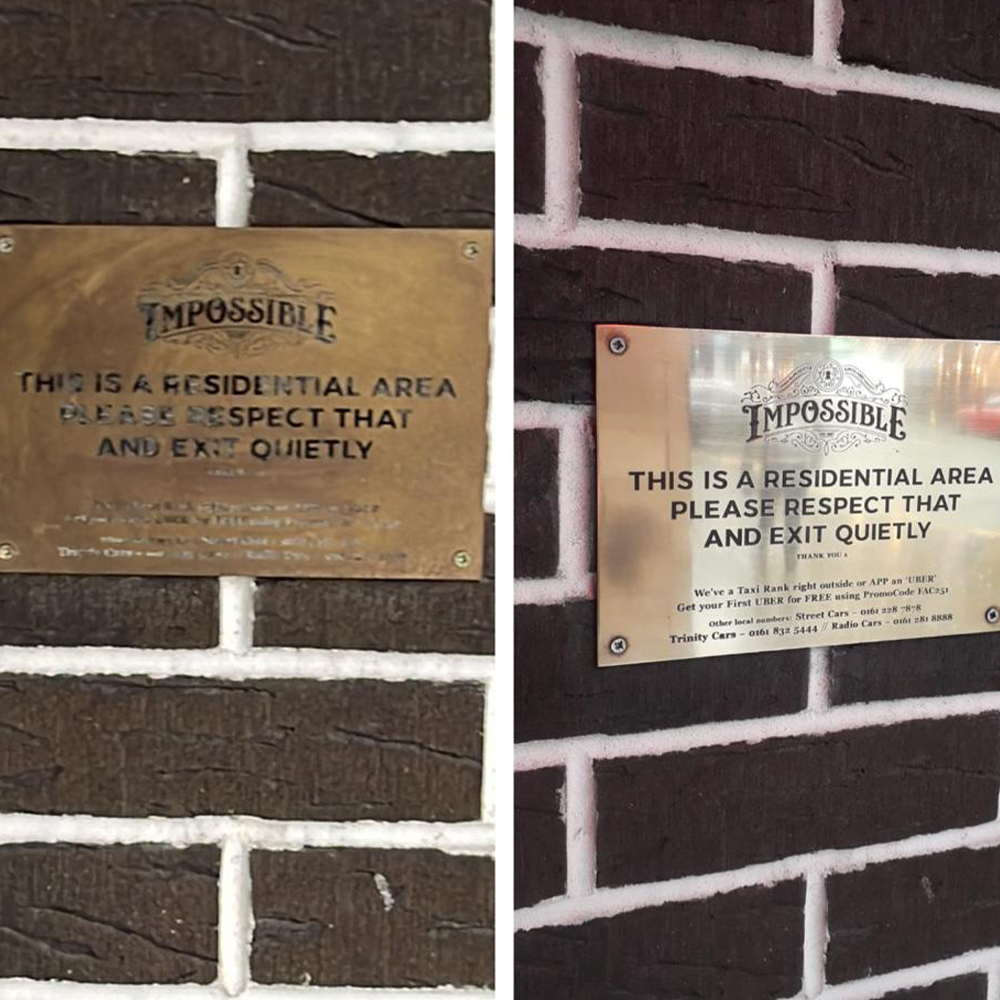 IMPOSSIBLE
THIS IS A RESIDENTIAL AREA
PLEASE RESPECT THAT
AND EXIT QUIETLY
Trinity Cars –
IMPOSSIBLE
THIS IS A RESIDENTIAL AREA
PLEASE RESPECT THAT
AND EXIT QUIETLY
THANK YOU
We've a Taxi Rank right outside or APP an 'UBER'
Get your First UBER for FREE using PromoCode FAC251
Other local numbers: Street Cars – 0161 228 7878
Trinity Cars – 0161 832 5444 // Radio Cars – 0161 281 8888